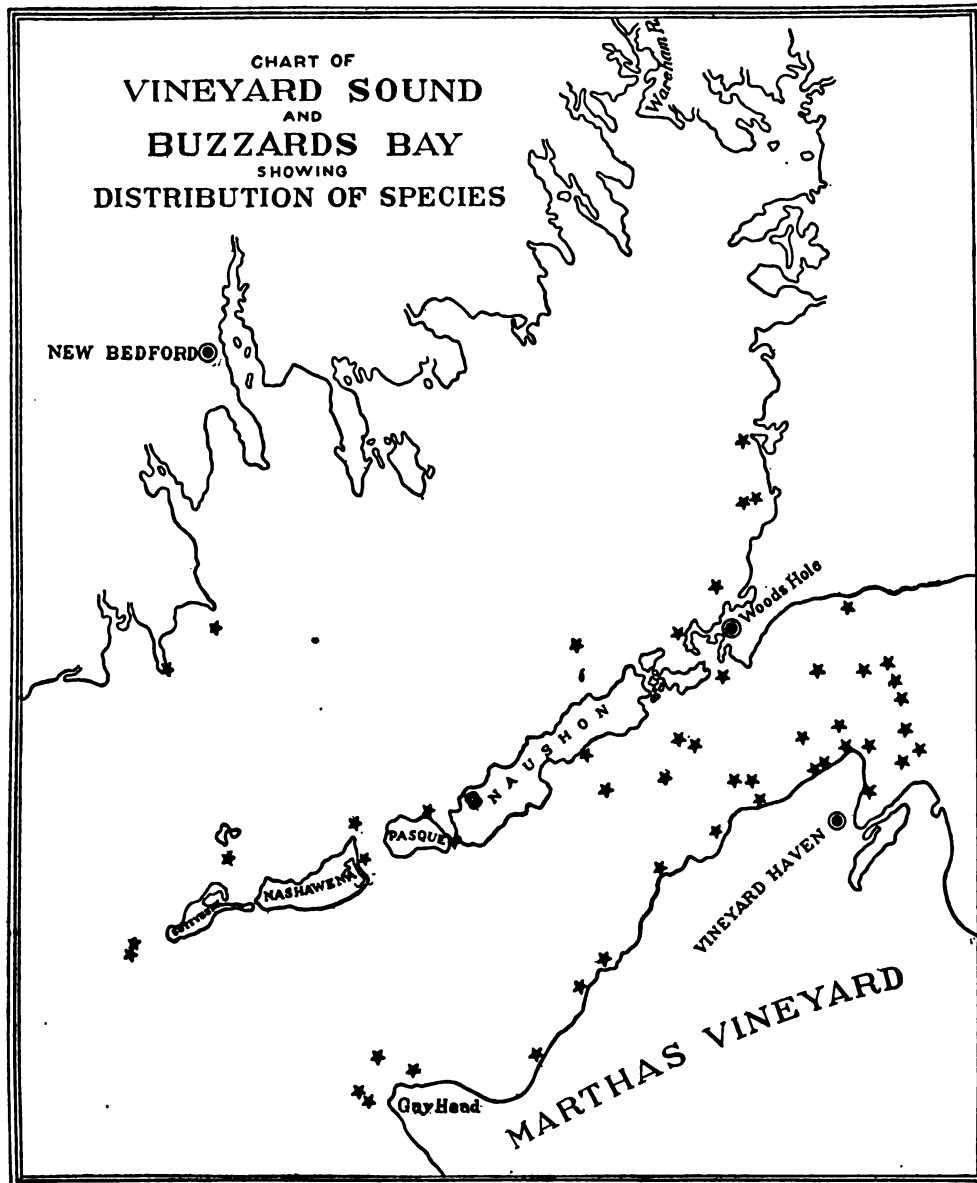 CHART OF
VINEYARD SOUND
AND
BUZZARDS BAY
SHOWING
DISTRIBUTION OF SPECIES
Wareham R.
NEW BEDFORD
Woods Hole
NAUSHON
PASQUE
NASHAWENA
VINEYARD HAVEN
MARTHAS VINEYARD
Gay Head